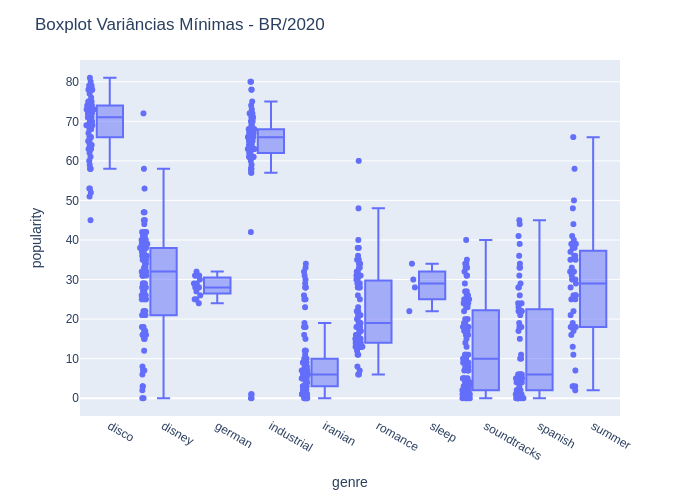 Boxplot Variâncias Mínimas - BR/2020
popularity
80
70
60
50
40
30
20
10
0
disco
disney
german
industrial
iranian
romance
sleep
soundtracks
spanish
summer
genre